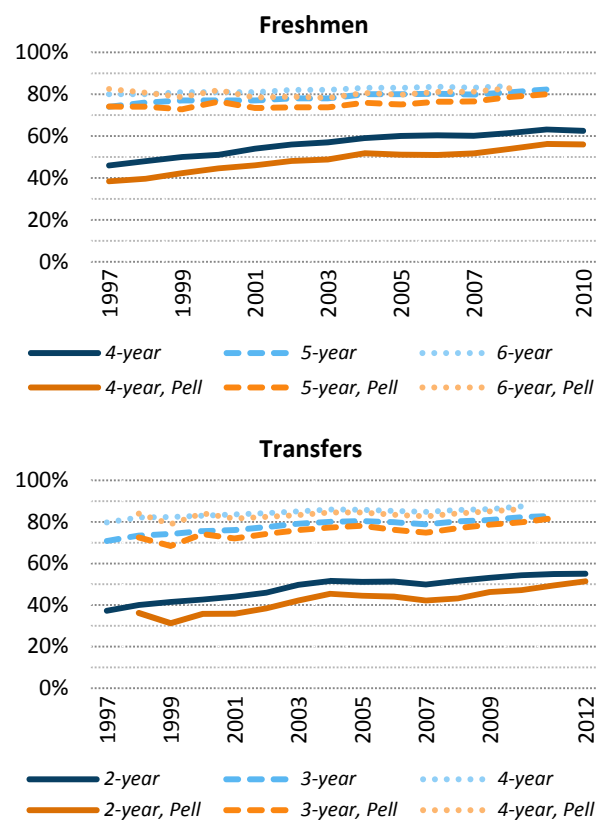 Freshmen
100%
80%
60%
40%
20%
0%
1997
1999
2001
2003
2005
2007
2010
4-year
5-year
6-year
4-year, Pell
5-year, Pell
6-year, Pell
Transfers
100%
80%
60%
40%
20%
0%
1997
1999
2001
2003
2005
2007
2009
2012
2-year
3-year
4-year
2-year, Pell
3-year, Pell
4-year, Pell